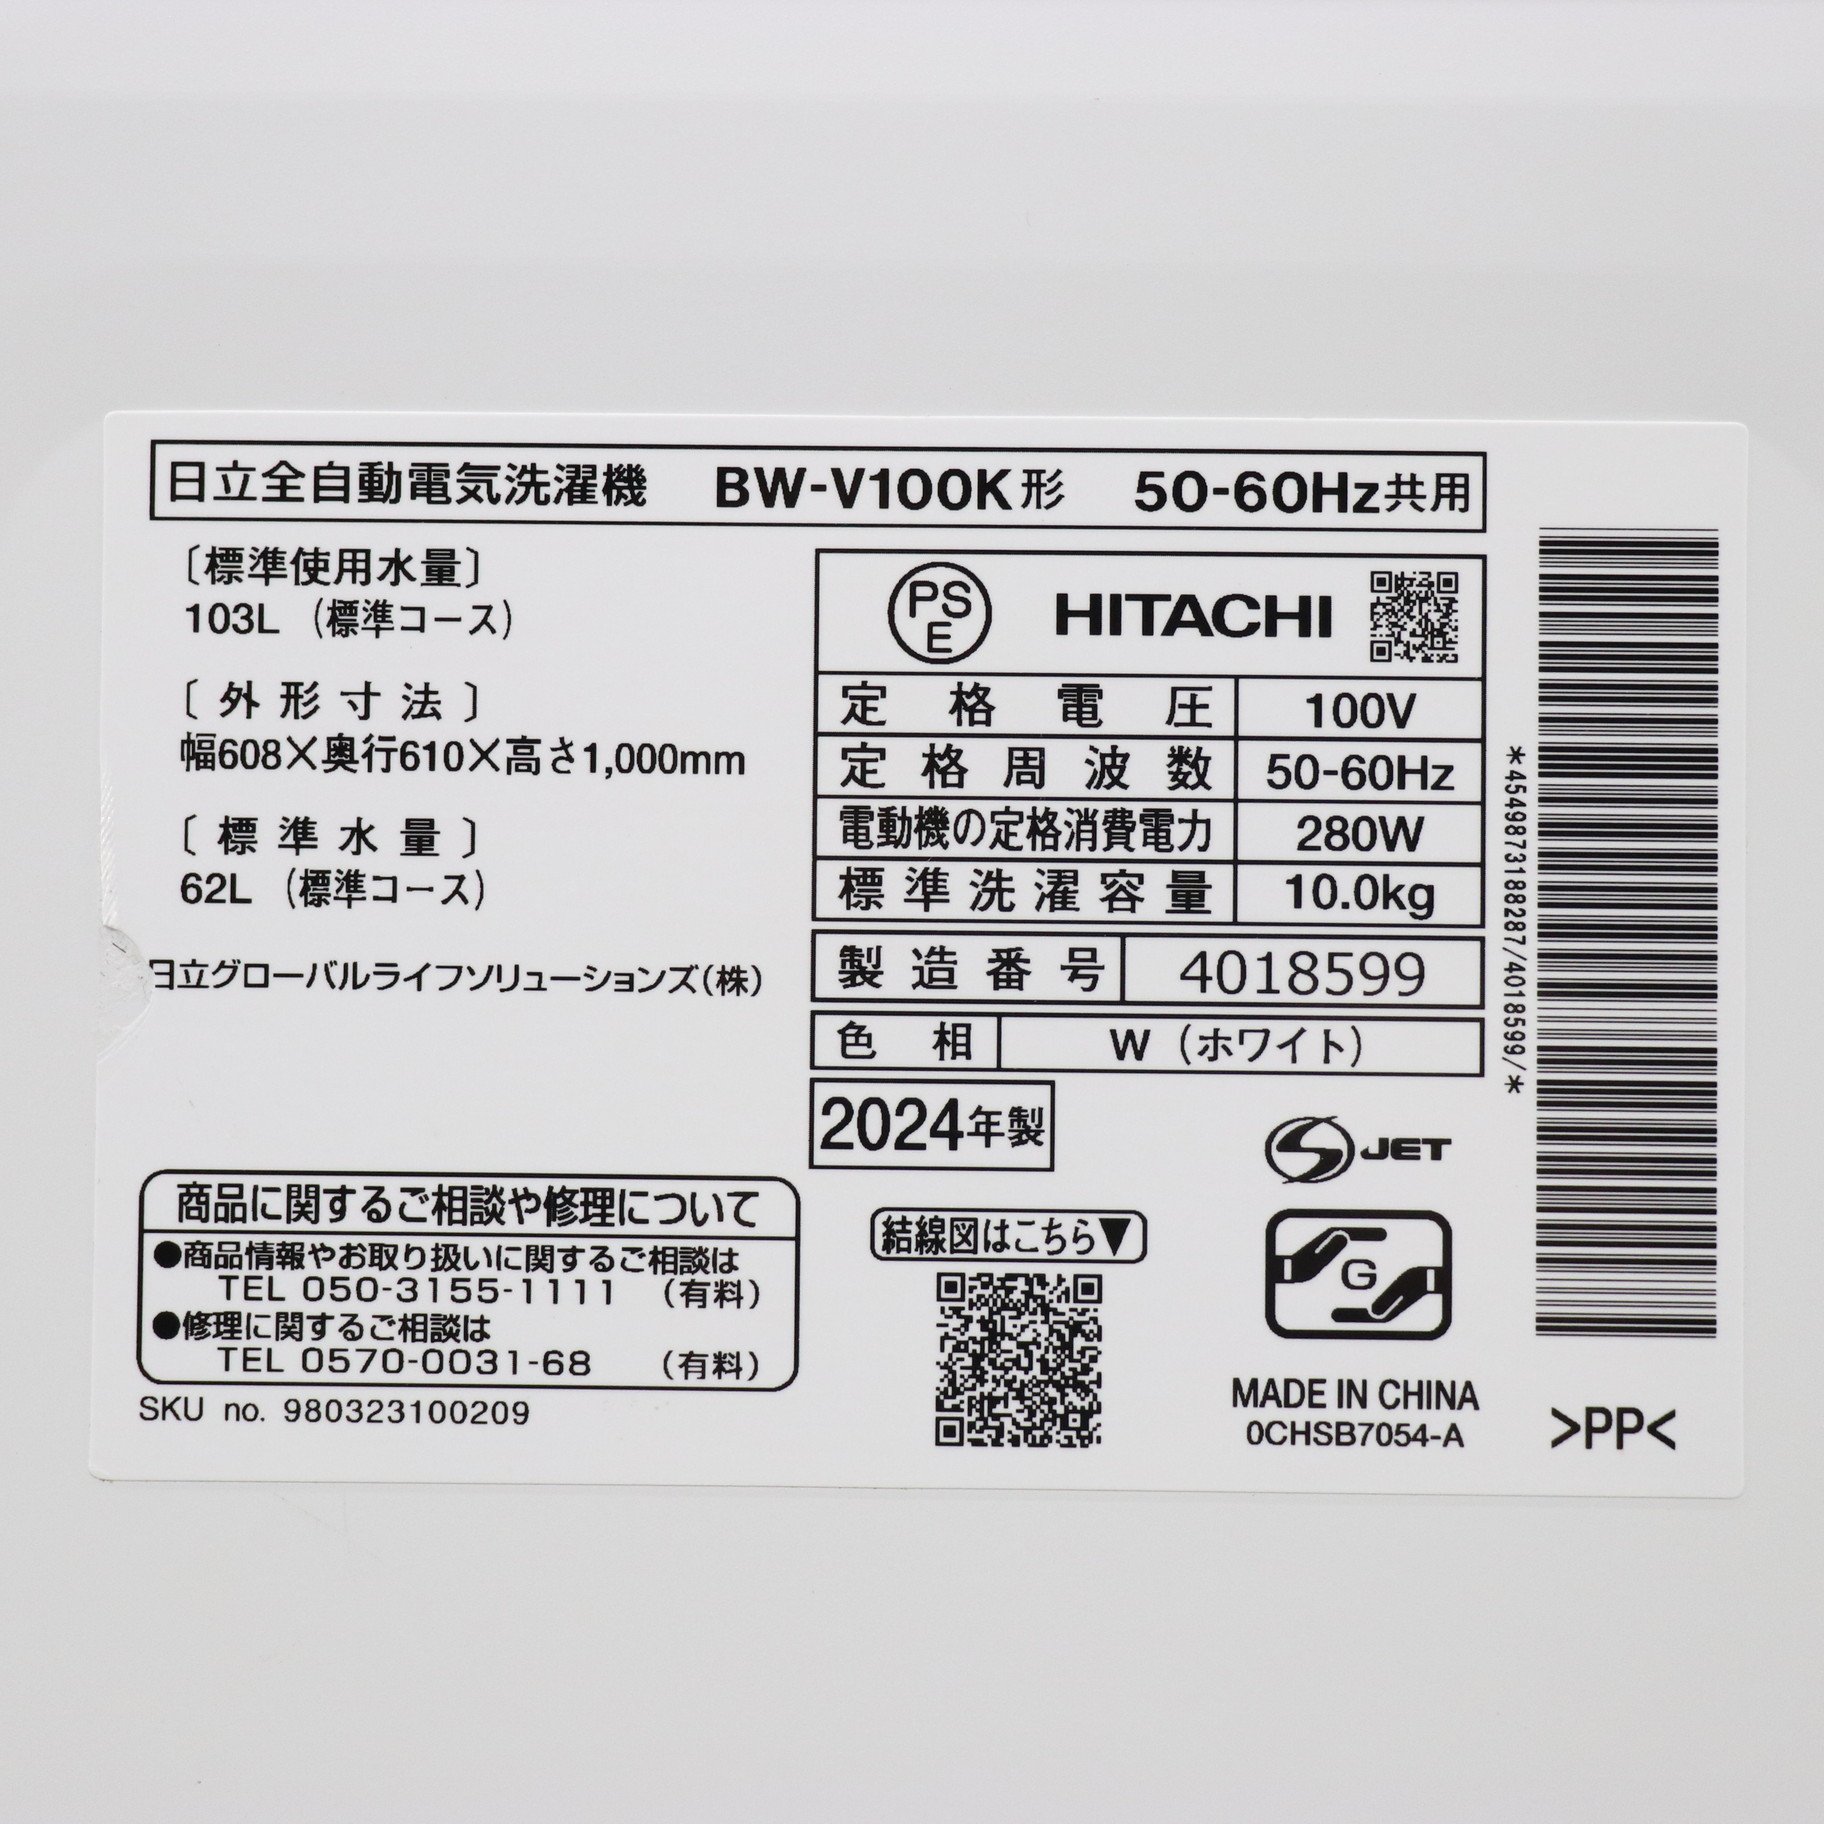 日立全自動電気洗濯機 BW-V100K形 50-60Hz共用
〔標準使用水量〕
103L (標準コース)
〔外形寸法〕
幅608×奥行610×高さ1,000mm
〔標準水量〕
62L (標準コース)
日立グローバルライフソリューションズ(株)
PS
E
HITACHI
定格電圧 100V
定格周波数 50-60Hz
電動機の定格消費電力 280W
標準洗濯容量 10.0kg
製造番号 4018599
色相 W (ホワイト)
2024年製
商品に関するご相談や修理について
●商品情報やお取り扱いに関するご相談は
TEL 050-3155-1111 (有料)
●修理に関するご相談は
TEL 0570-0031-68 (有料)
SKU no. 980323100209
結線図はこちら▼
S JET
G
MADE IN CHINA
0CHSB7054-A
*4549873188287/4018599/*
>PP<